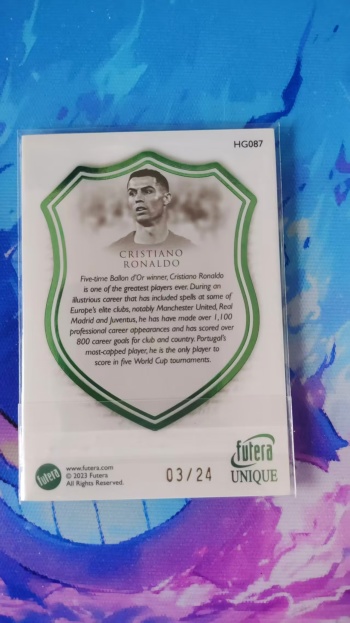 HG087
CRISTIANO
RONALDO
Five-time Ballon d'Or winner, Cristiano Ronaldo
is one of the greatest players ever. During an
illustrious career that has included spells at some of
Europe's elite clubs, notably Manchester United, Real
Madrid and Juventus, he has have made over 1,100
professional career appearances and has scored over
800 career goals for club and country. Portugal's
most-capped player, he is the only player to
score in five World Cup tournaments.
futera
www.futera.com
© 2023 Futera
All Rights Reserved.
03/24
futera
UNIQUE